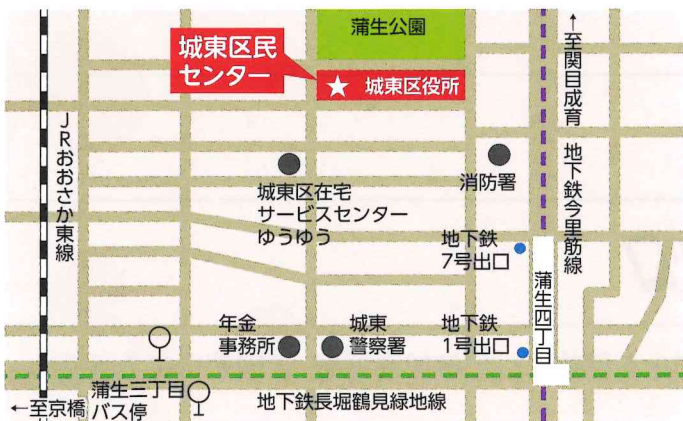 蒲生公園
城東区民
センター
城東区役所
↑至関目成育
地下鉄今里筋線
JRおおさか東線
消防署
城東区在宅
サービスセンター
ゆうゆう
地下鉄
7号出口
蒲生四丁目
年金
事務所
城東
警察署
地下鉄
1号出口
蒲生三丁目
バス停
←至京橋
地下鉄長堀鶴見緑地線